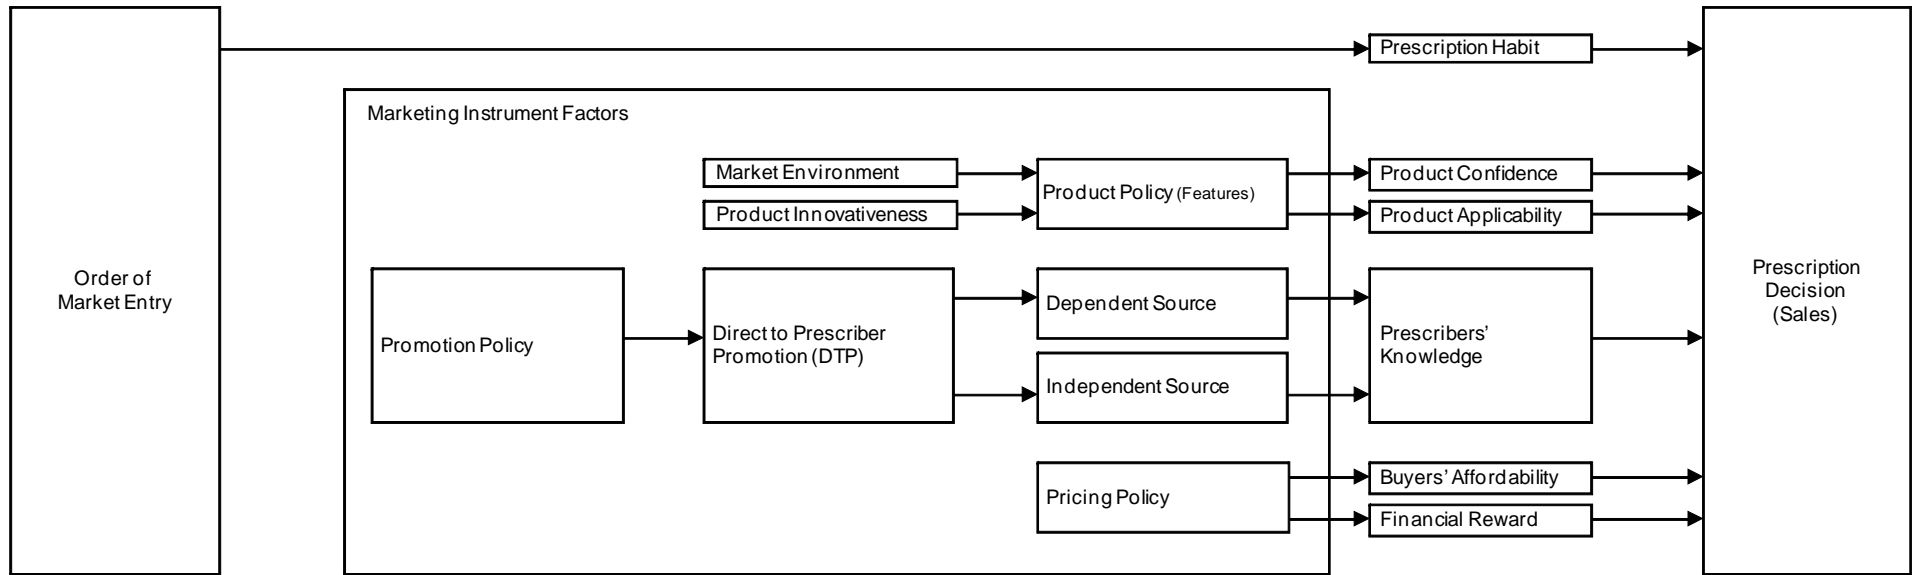 Order of
Market Entry
Prescription Habit
Marketing Instrument Factors
Market Environment
Product Innovativeness
Product Policy (Features)
Product Confidence
Product Applicability
Promotion Policy
Direct to Prescriber
Promotion (DTP)
Dependent Source
Independent Source
Prescribers’
Knowledge
Pricing Policy
Buyers’ Affordability
Financial Reward
Prescription
Decision
(Sales)